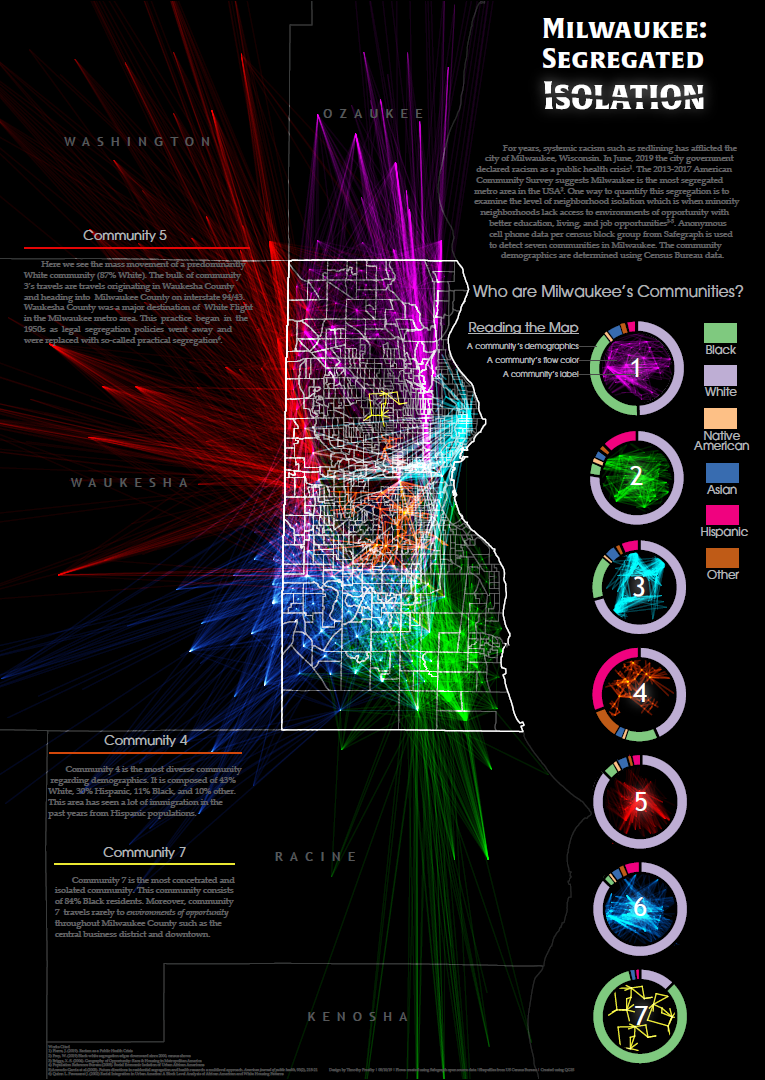 MILWAUKEE:
SEGREGATED
ISOLATION
For years, systemic racism such as redlining has afflicted the
city of Milwaukee, Wisconsin. In June, 2019 the city government
declared racism as a public health crisis¹. The 2013-2017 American
Community Survey suggests Milwaukee is the most segregated
metro area in the USA². One way to quantify this segregation is to
examine the level of neighborhood isolation which is when minority
neighborhoods lack access to environments of opportunity with
better education, living, and job opportunities. Anonymous
cell phone data per census block group from Safegraph is used
to detect seven communities in Milwaukee. The community
demographics are determined using Census Bureau data.
OZAUKEE
WASHINGTON
Community 5
Here we see the mass movement of a predominantly
White community (87% White). The bulk of community
3's travels are travels originating in Waukesha County
and heading into Milwaukee County on interstate 94/43.
Waukesha County was a major destination of White Flight
in the Milwaukee metro area. This practice began in the
1950s as legal segregation policies went away and
were replaced with so-called practical segregation⁶.
Who are Milwaukee's Communities?
Reading the Map
A community's demographics
A communty's flow color
A communty's label
1
2
3
4
5
6
7
Black
White
Native
American
Asian
Hispanic
Other
WAUKESHA
Community 4
Community 4 is the most diverse community
regarding demographics. It is composed of 43%
White, 30% Hispanic, 11% Black, and 10% other.
This area has seen a lot of immigration in the
past years from Hispanic populations.
Community 7
Community 7 is the most concetrated and
isolated community. This community consists
of 84% Black residents. Moreover, community
7 travels rarely to environments of opportunity
throughout Milwaukee County such as the
central business district and downtown.
RACINE
KENOSHA
Works Cited